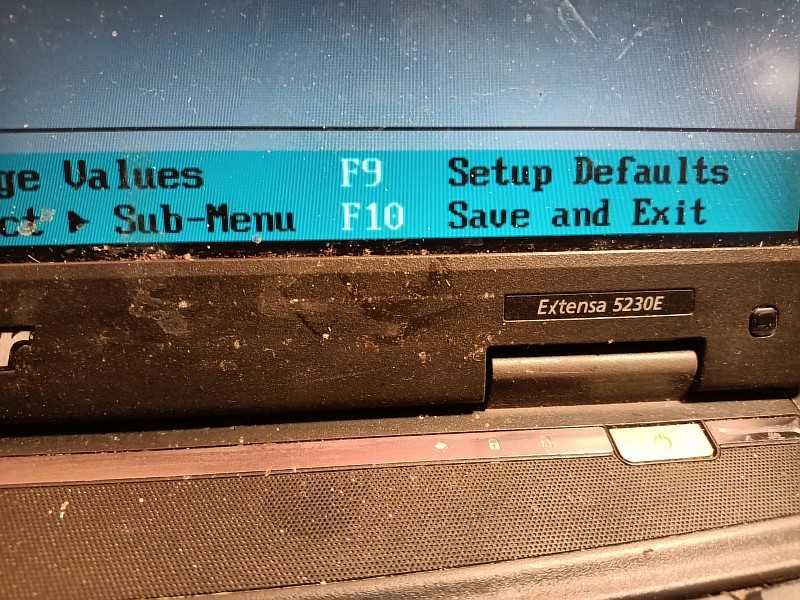 ge Values F9 Setup Defaults
ct ▶ Sub-Menu F10 Save and Exit
Extensa 5230E
r